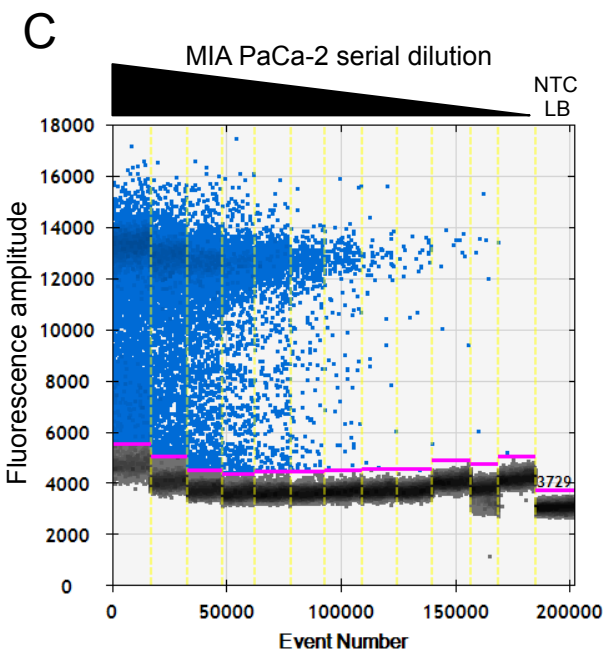 C
MIA PaCa-2 serial dilution
NTC
LB
18000
16000
14000
12000
10000
8000
6000
4000
2000
0
Fluorescence amplitude
3729
0
50000
100000
150000
200000
Event Number